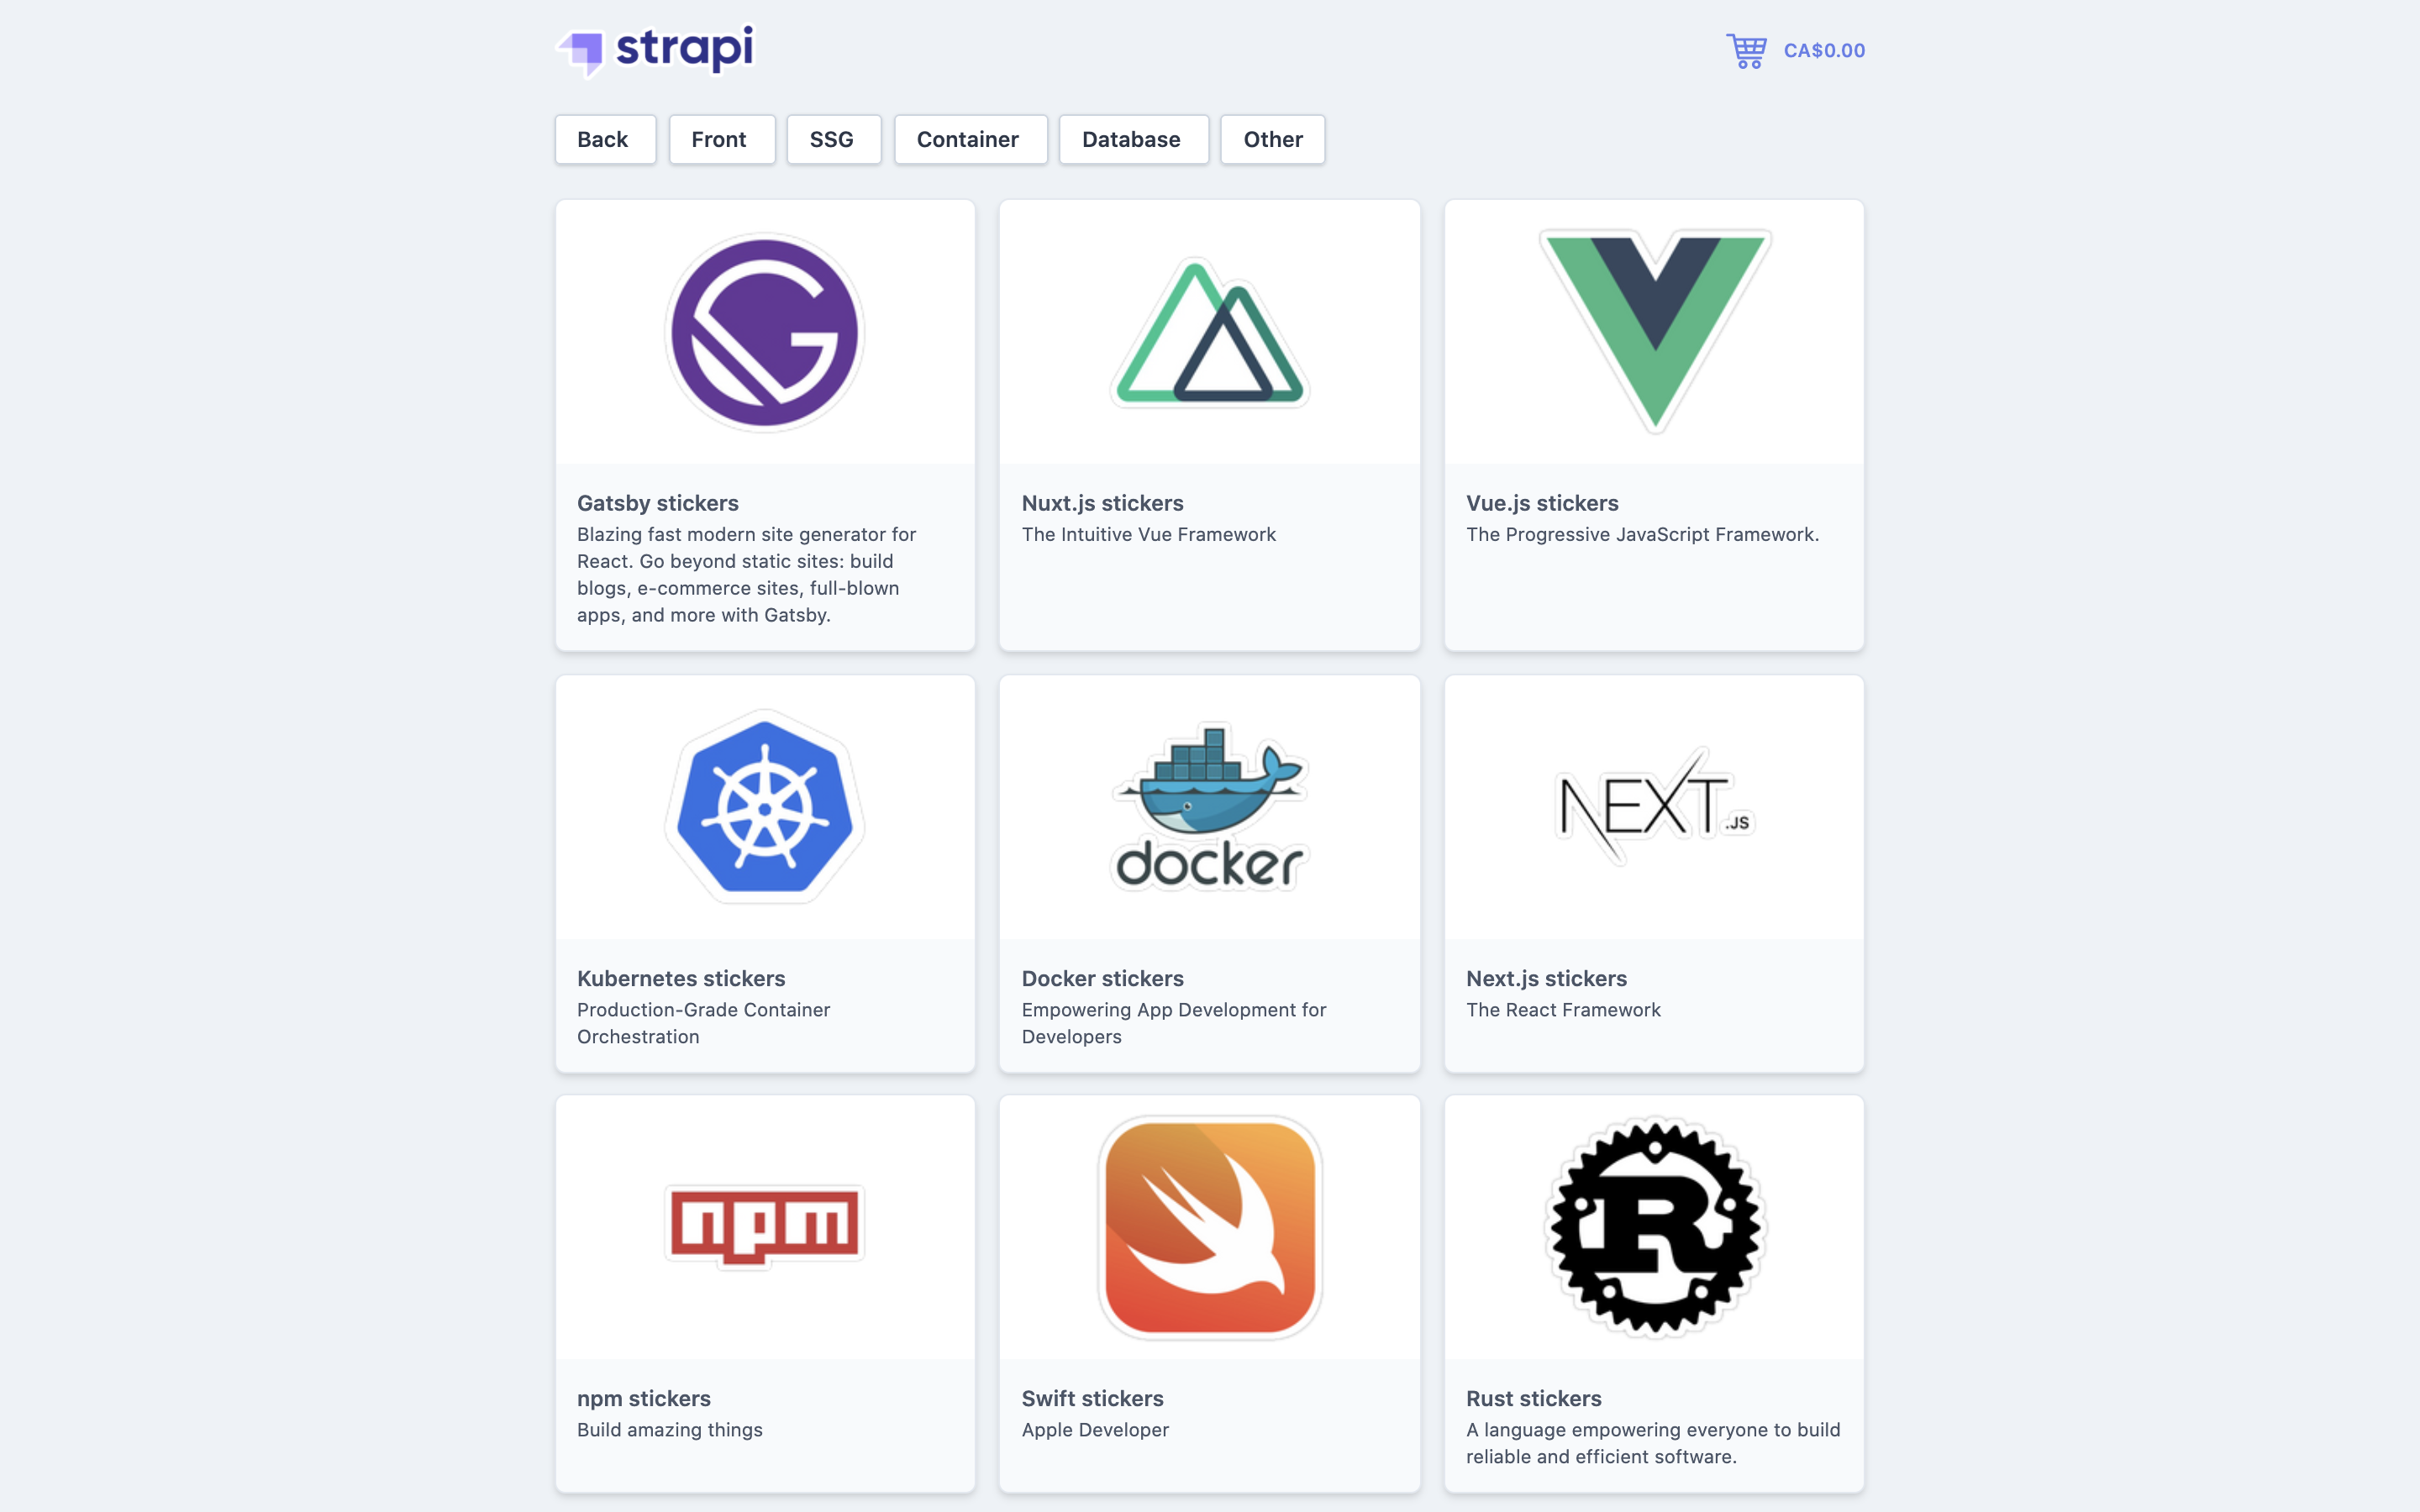 strapi
CA$0.00
Back
Front
SSG
Container
Database
Other
Gatsby stickers
Blazing fast modern site generator for
React. Go beyond static sites: build
blogs, e-commerce sites, full-blown
apps, and more with Gatsby.
Nuxt.js stickers
The Intuitive Vue Framework
Vue.js stickers
The Progressive JavaScript Framework.
Kubernetes stickers
Production-Grade Container
Orchestration
docker
Docker stickers
Empowering App Development for
Developers
NEXT.JS
Next.js stickers
The React Framework
npm
npm stickers
Build amazing things
Swift stickers
Apple Developer
R
Rust stickers
A language empowering everyone to build
reliable and efficient software.